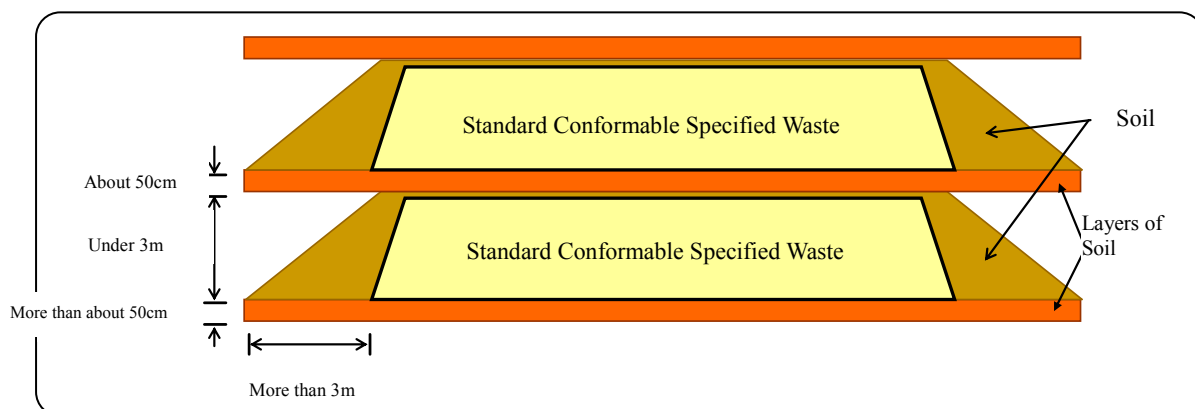 Standard Conformable Specified Waste
Soil
About 50cm
Under 3m
Standard Conformable Specified Waste
Layers of
Soil
More than about 50cm
More than 3m